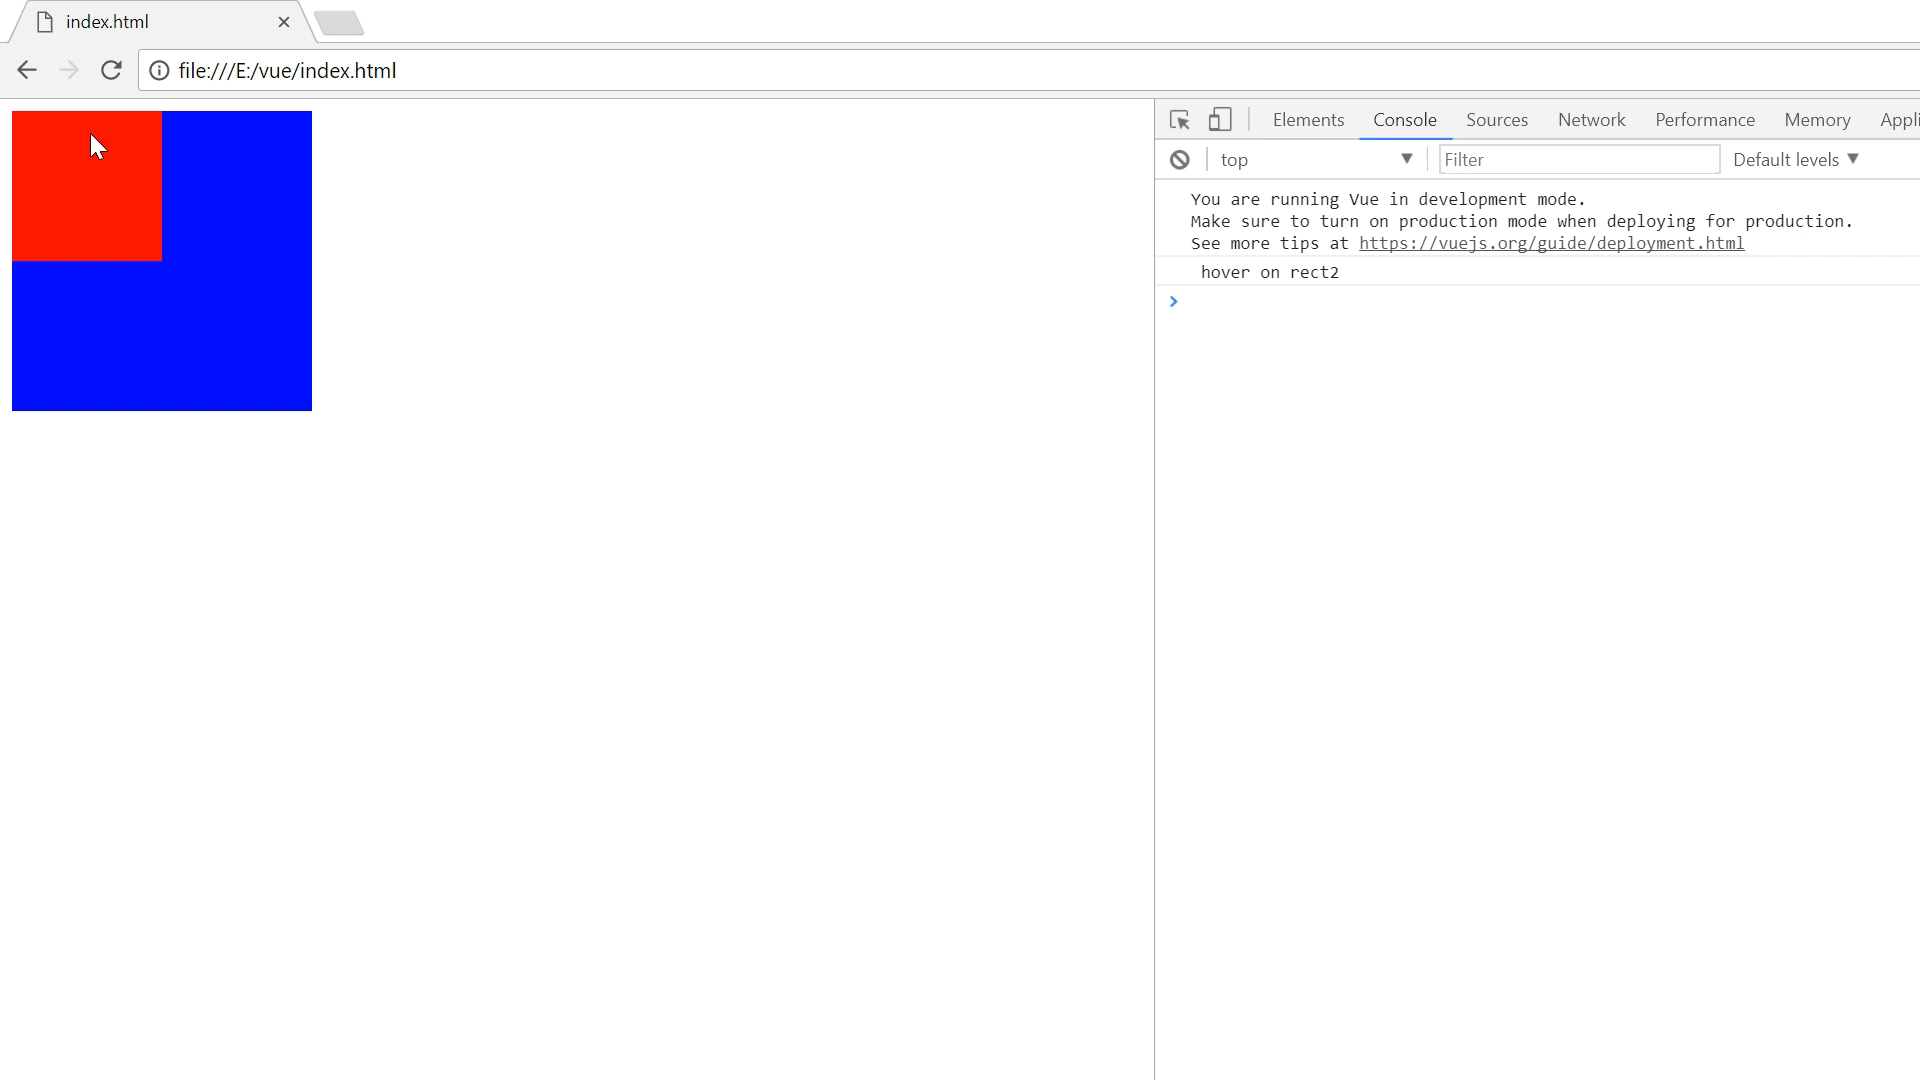 index.html
file:///E:/vue/index.html
Elements Console Sources Network Performance Memory Appli
top Filter Default levels
You are running Vue in development mode.
Make sure to turn on production mode when deploying for production.
See more tips at https://vuejs.org/guide/deployment.html
hover on rect2